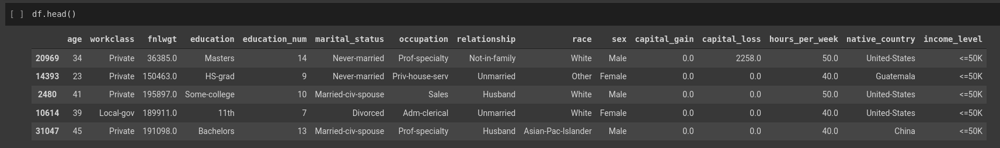 [ ] df.head()
age workclass fnlwgt education education_num marital_status occupation relationship race sex capital_gain capital_loss hours_per_week native_country income_level
20969 34 Private 36385.0 Masters 14 Never-married Prof-specialty Not-in-family White Male 0.0 2258.0 50.0 United-States <=50K
14393 23 Private 150463.0 HS-grad 9 Never-married Priv-house-serv Unmarried Other Female 0.0 0.0 40.0 Guatemala <=50K
2480 41 Private 195897.0 Some-college 10 Married-civ-spouse Sales Husband White Male 0.0 0.0 50.0 United-States <=50K
10614 39 Local-gov 189911.0 11th 7 Divorced Adm-clerical Unmarried White Female 0.0 0.0 40.0 United-States <=50K
31047 45 Private 191098.0 Bachelors 13 Married-civ-spouse Prof-specialty Husband Asian-Pac-Islander Male 0.0 0.0 40.0 China <=50K